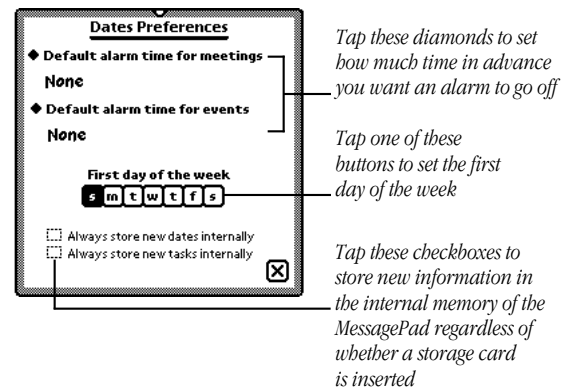 Dates Preferences
◆ Default alarm time for meetings
None
◆ Default alarm time for events
None
First day of the week
s m t w t f s
Always store new dates internally
Always store new tasks internally
Tap these diamonds to set
how much time in advance
you want an alarm to go off
Tap one of these
buttons to set the first
day of the week
Tap these checkboxes to
store new information in
the internal memory of the
MessagePad regardless of
whether a storage card
is inserted